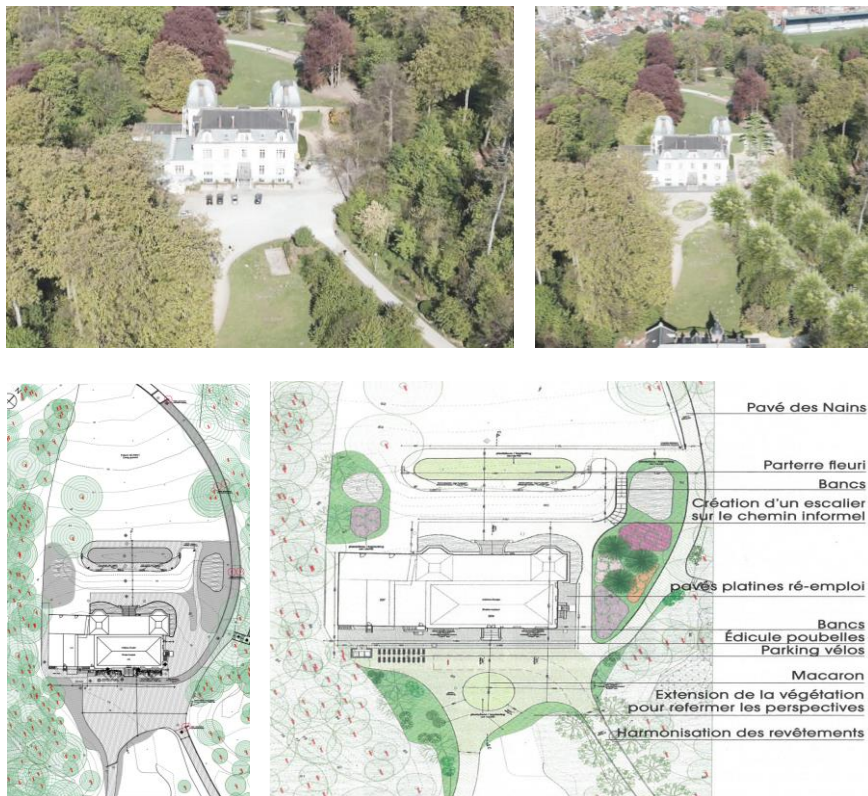 Pavé des Nains
Parterre fleuri
Bancs
Création d'un escalier
sur le chemin informel
pavés platines ré-emploi
Bancs
Édicule poubelles
Parking vélos
Macaron
Extension de la végétation
pour refermer les perspectives
Harmonisation des revêtements